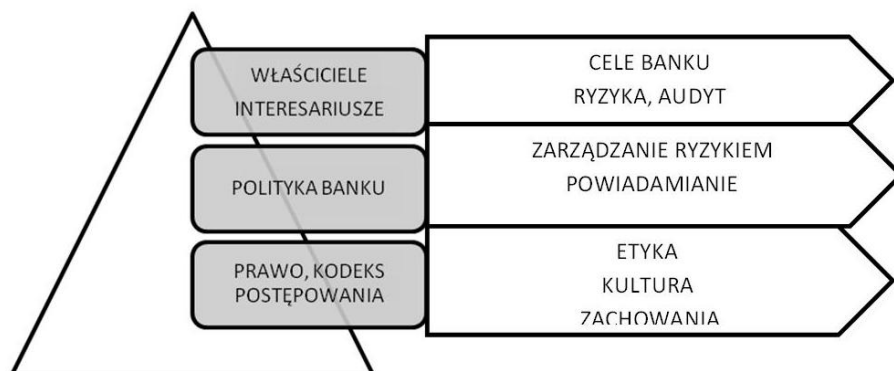 WŁAŚCICIELE
INTERESARIUSZE
CELE BANKU
RYZYKA, AUDYT
POLITYKA BANKU
ZARZĄDZANIE RYZYKIEM
POWIADAMIANIE
PRAWO, KODEKS
POSTĘPOWANIA
ETYKA
KULTURA
ZACHOWANIA